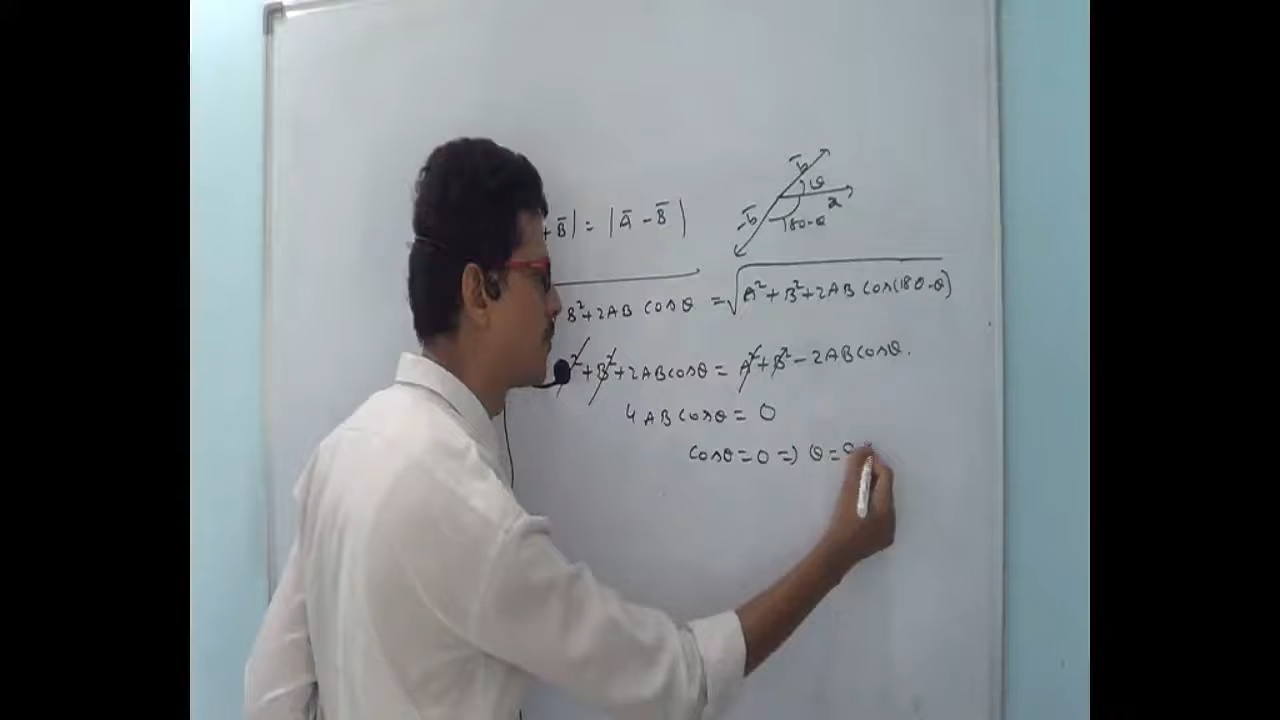 b̄
θ
a
-b̄
180-θ
+ B̄| = |Ā - B̄|
B²+2AB cosθ = √A²+B²+2AB cos(180-θ)
²+B²+2ABcosθ = A²+B²-2ABcosθ.
4ABcosθ = 0
cosθ=0 => θ=9